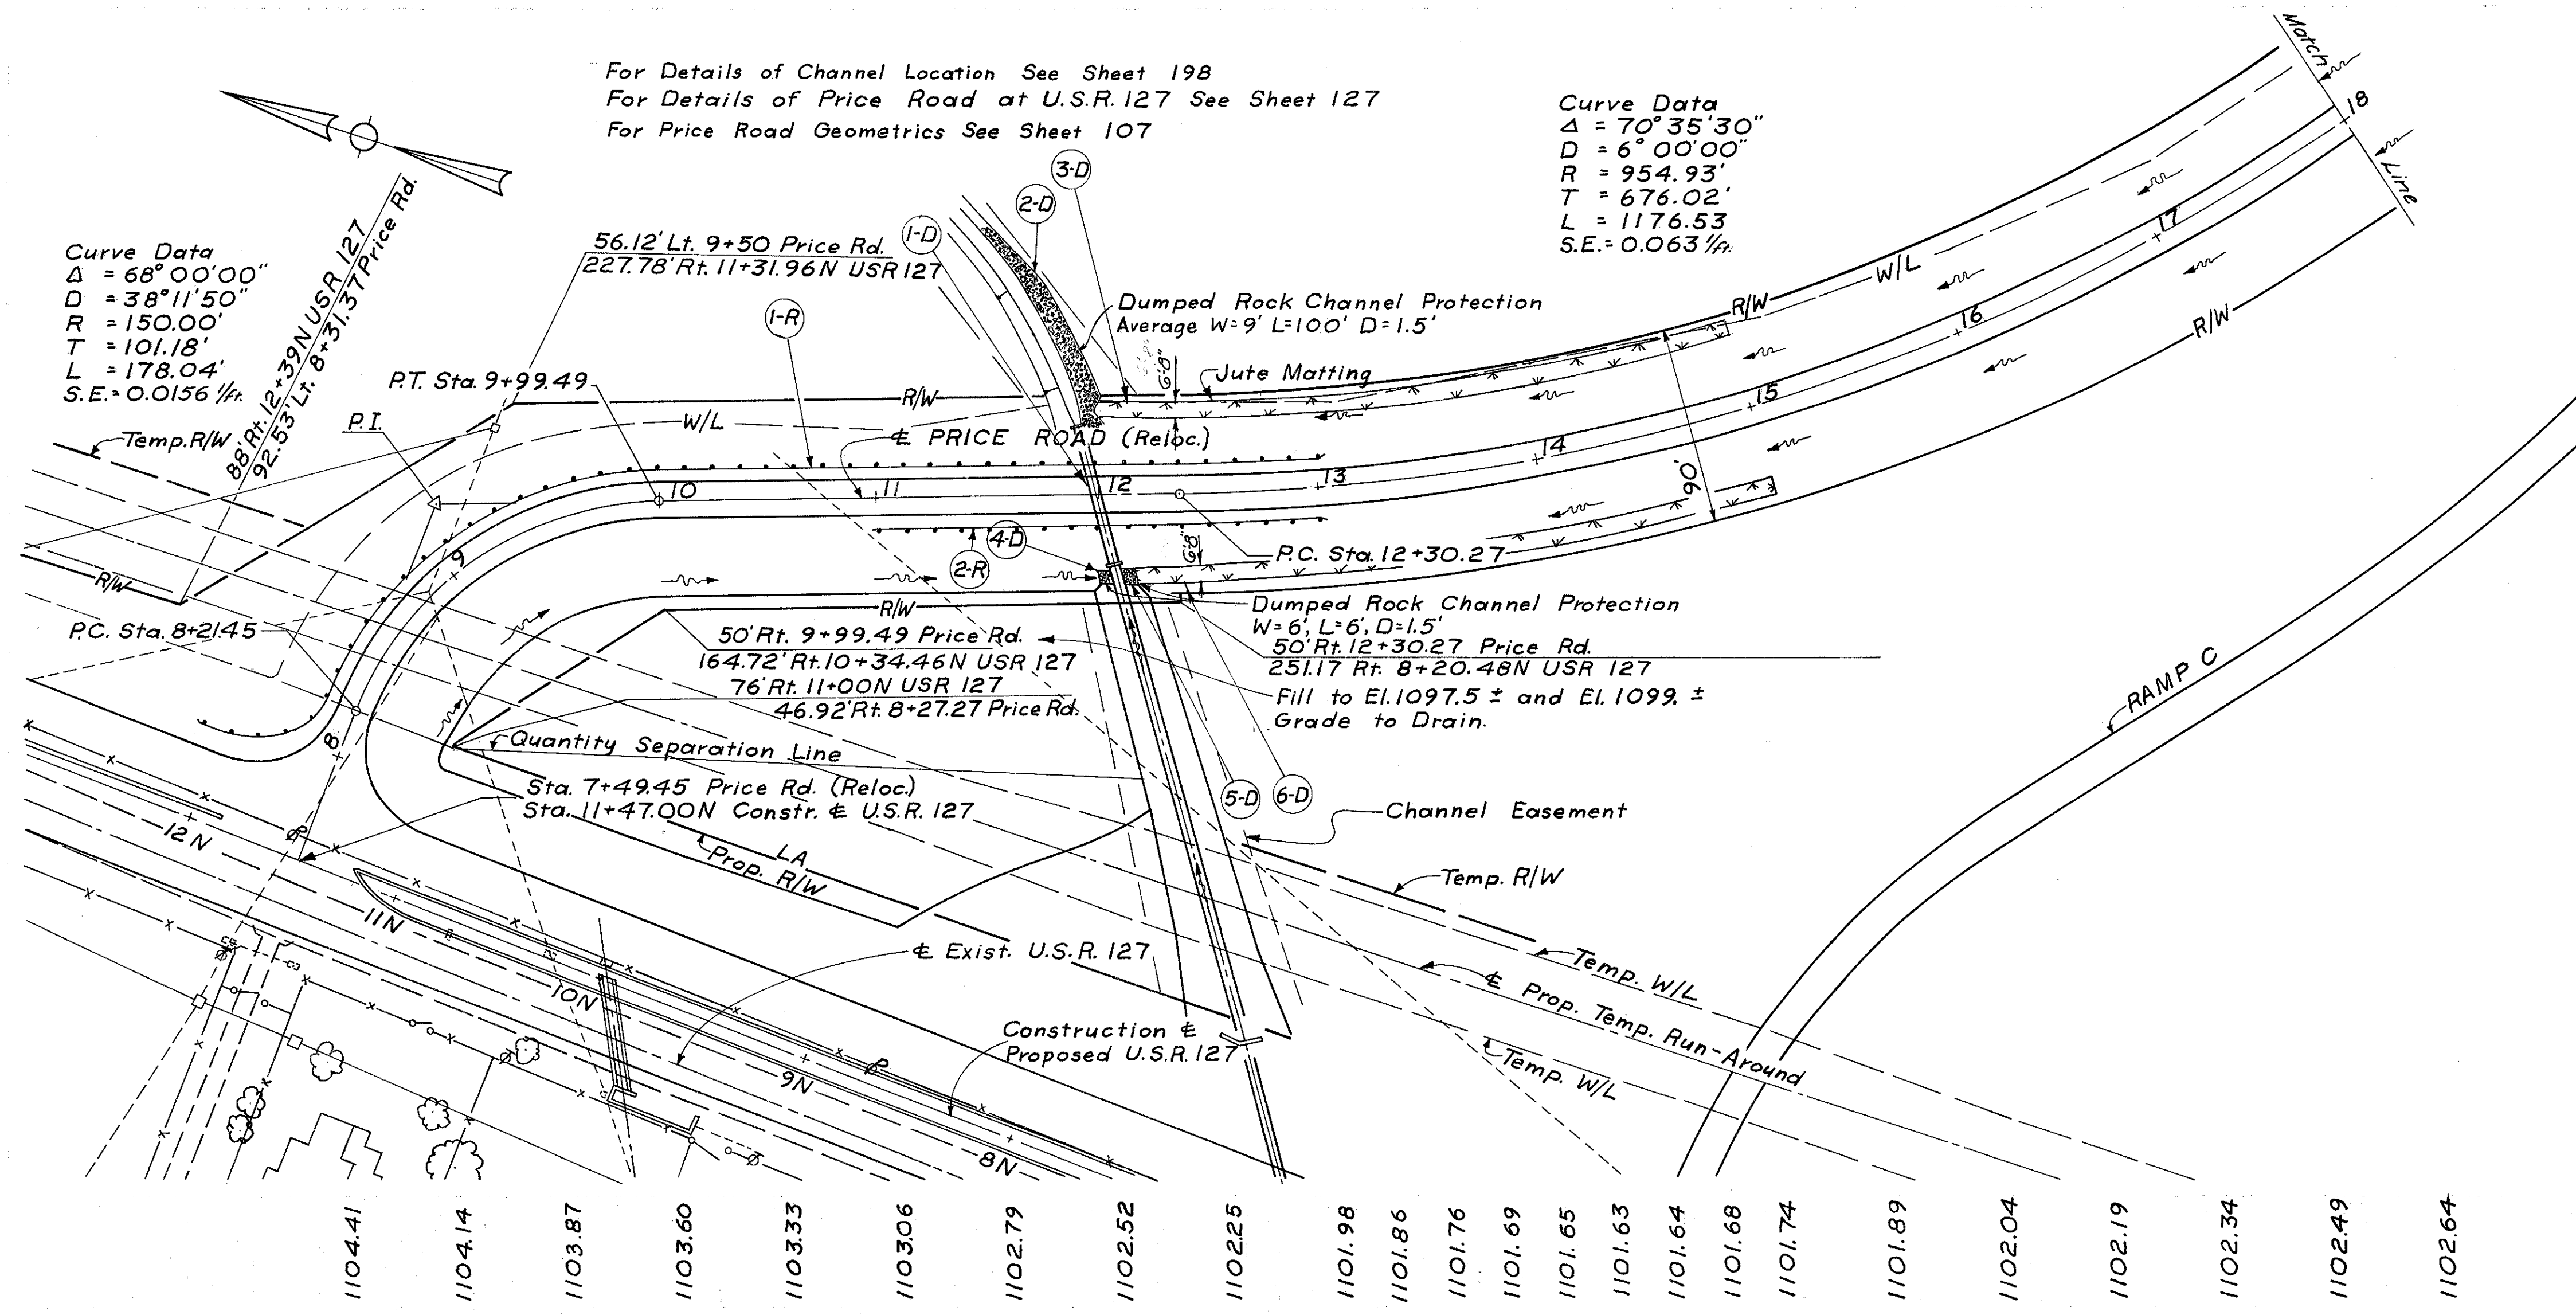 For Details of Channel Location See Sheet 198
For Details of Price Road at U.S.R. 127 See Sheet 127
For Price Road Geometrics See Sheet 107
Match
Line
Curve Data
Δ = 70°35'30"
D = 6°00'00"
R = 954.93'
T = 676.02'
L = 1176.53
S.E.= 0.063 '/ft.
Curve Data
Δ = 68°00'00"
D = 38°11'50"
R = 150.00'
T = 101.18'
L = 178.04'
S.E.= 0.0156 '/ft.
88' Rt. 12+39N USR 127
92.53' Lt. 8+31.37 Price Rd.
56.12' Lt. 9+50 Price Rd.
227.78' Rt. 11+31.96N USR 127
1-D
2-D
3-D
1-R
Dumped Rock Channel Protection
Average W=9' L=100' D=1.5'
6'-8"
Jute Matting
R/W
W/L
R/W
18
17
16
15
14
13
12
11
10
9
8
P.T. Sta. 9+99.49
P.I.
Temp. R/W
R/W
R/W
W/L
℄ PRICE ROAD (Reloc.)
90'
4-D
2-R
6'-8"
P.C. Sta. 12+30.27
P.C. Sta. 8+21.45
R/W
Dumped Rock Channel Protection
W=6', L=6', D=1.5'
50' Rt. 12+30.27 Price Rd.
251.17 Rt. 8+20.48N USR 127
50' Rt. 9+99.49 Price Rd.
164.72' Rt. 10+34.46N USR 127
76' Rt. 11+00N USR 127
46.92' Rt. 8+27.27 Price Rd.
Fill to El. 1097.5 ± and El. 1099. ±
Grade to Drain.
Quantity Separation Line
Sta. 7+49.45 Price Rd. (Reloc.)
Sta. 11+47.00N Constr. ℄ U.S.R. 127
5-D
6-D
Channel Easement
RAMP C
LA
Prop. R/W
Temp. R/W
Temp. W/L
℄ Prop. Temp. Run-Around
Temp. W/L
℄ Exist. U.S.R. 127
Construction ℄
Proposed U.S.R. 127
12N
11N
10N
9N
8N
1104.41
1104.14
1103.87
1103.60
1103.33
1103.06
1102.79
1102.52
1102.25
1101.98
1101.86
1101.76
1101.69
1101.65
1101.63
1101.64
1101.68
1101.74
1101.89
1102.04
1102.19
1102.34
1102.49
1102.64